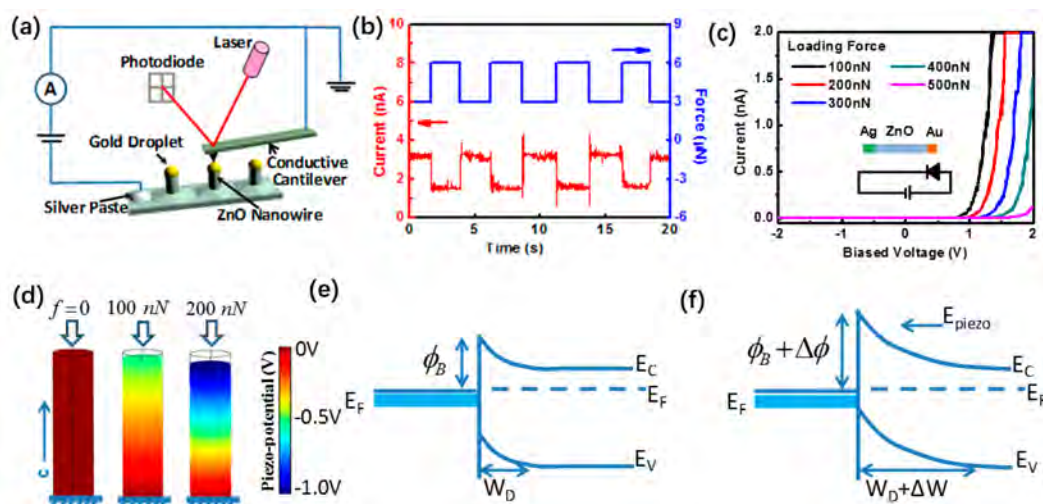 (a)
Laser
Photodiode
A
Gold Droplet
Conductive
Cantilever
Silver Paste
ZnO Nanowire
(b)
10
8
6
4
2
0
Current (nA)
9
6
3
0
-3
-6
Force (μN)
0
5
10
15
20
Time (s)
(c)
2.0
1.5
1.0
0.5
0.0
Current (nA)
Loading Force
100nN
200nN
300nN
400nN
500nN
Ag ZnO Au
-2
-1
0
1
2
Biased Voltage (V)
(d)
f=0 100 nN 200 nN
c
0V
-0.5V
-1.0V
Piezo-potential (V)
(e)
ϕB
EC
EF
EF
EV
WD
(f)
ϕB + Δϕ
Epiezo
EC
EF
EF
EV
WD+ΔW